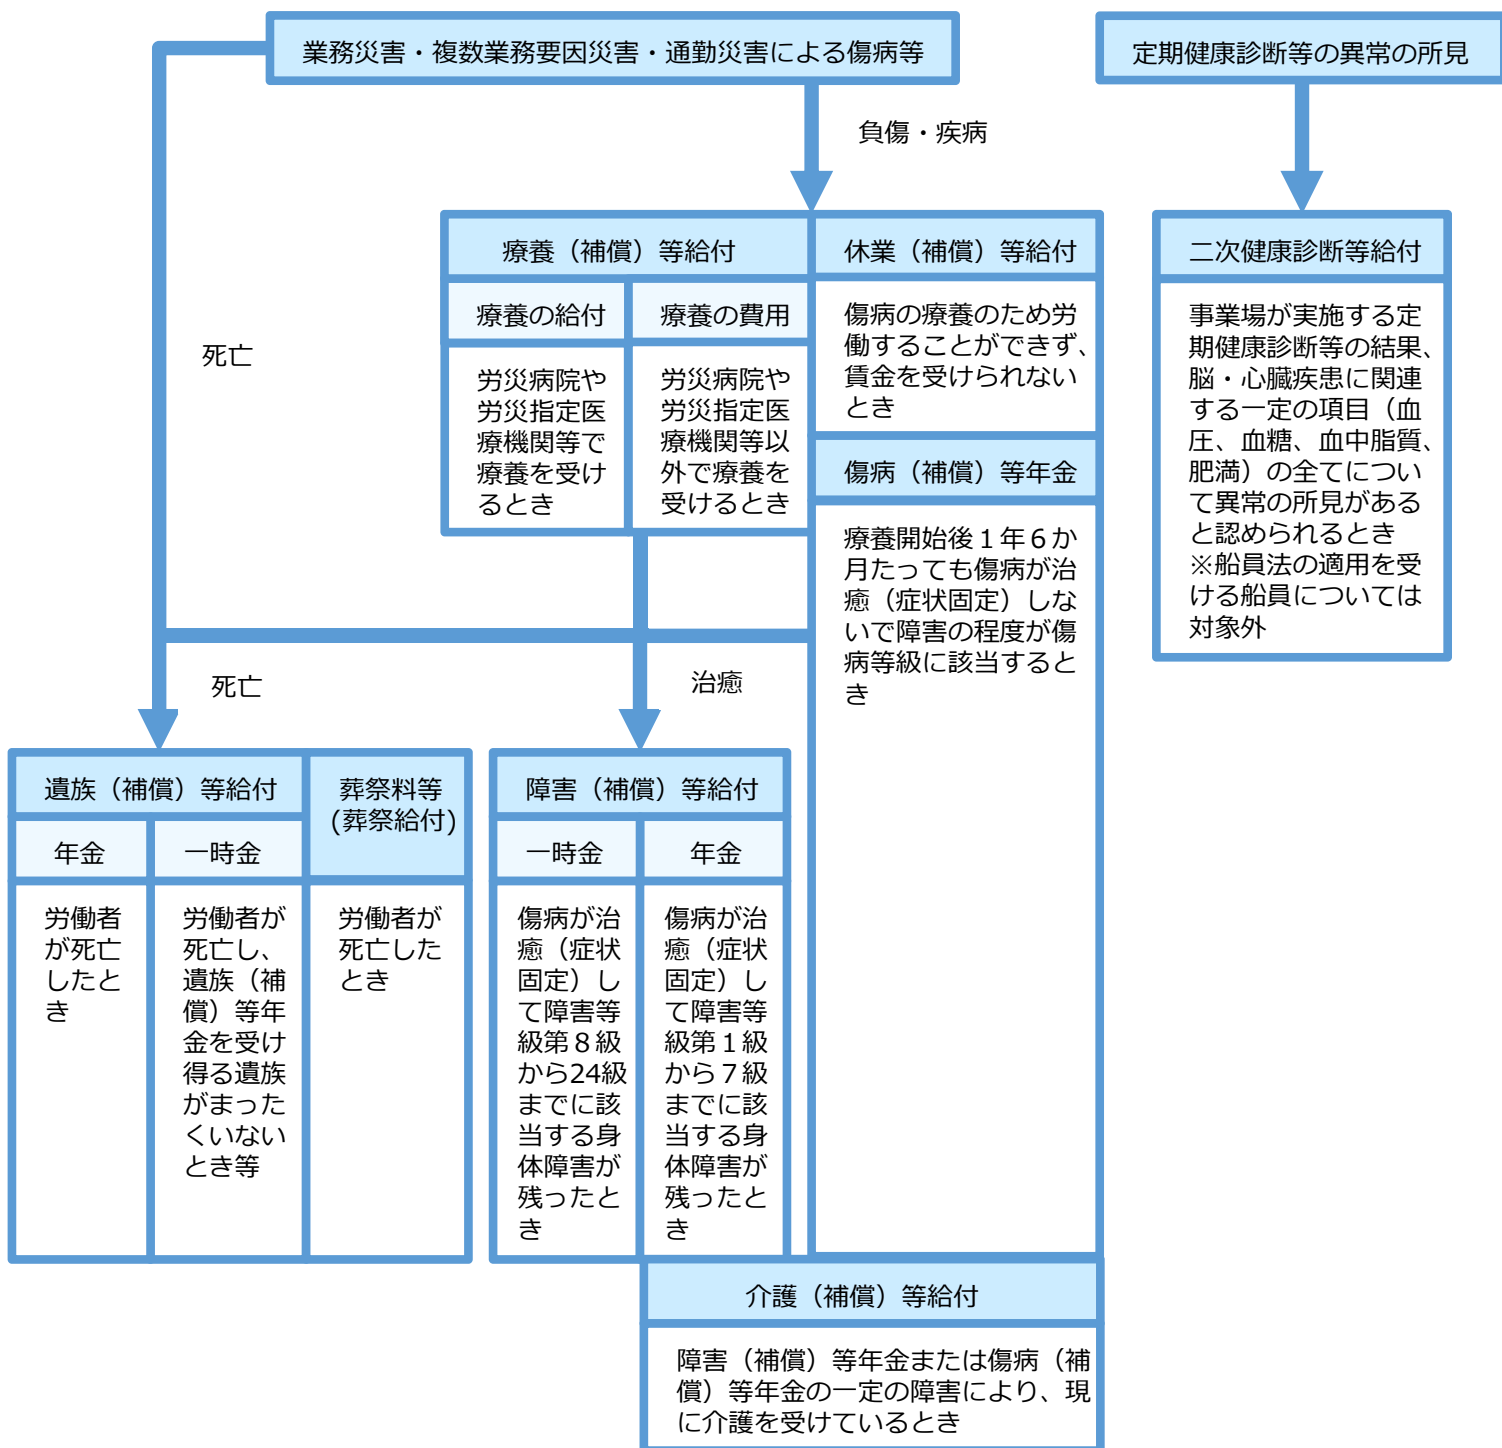 業務災害・複数業務要因災害・通勤災害による傷病等
定期健康診断等の異常の所見
負傷・疾病
死亡
療養（補償）等給付
療養の給付
労災病院や
労災指定医
療機関等で
療養を受け
るとき
療養の費用
労災病院や
労災指定医
療機関等以
外で療養を
受けるとき
休業（補償）等給付
傷病の療養のため労
働することができず、
賃金を受けられない
とき
傷病（補償）等年金
療養開始後１年６か
月たっても傷病が治
癒（症状固定）しな
いで障害の程度が傷
病等級に該当すると
き
二次健康診断等給付
事業場が実施する定
期健康診断等の結果、
脳・心臓疾患に関連
する一定の項目（血
圧、血糖、血中脂質、
肥満）の全てについ
て異常の所見がある
と認められるとき
※船員法の適用を受
ける船員については
対象外
死亡
治癒
遺族（補償）等給付
年金
労働者
が死亡
したと
き
一時金
労働者が
死亡し、
遺族（補
償）等年
金を受け
得る遺族
がまった
くいない
とき等
葬祭料等
(葬祭給付)
労働者が
死亡した
とき
障害（補償）等給付
一時金
傷病が治
癒（症状
固定）し
て障害等
級第８級
から24級
までに該
当する身
体障害が
残ったと
き
年金
傷病が治
癒（症状
固定）し
て障害等
級第１級
から７級
までに該
当する身
体障害が
残ったと
き
介護（補償）等給付
障害（補償）等年金または傷病（補
償）等年金の一定の障害により、現
に介護を受けているとき